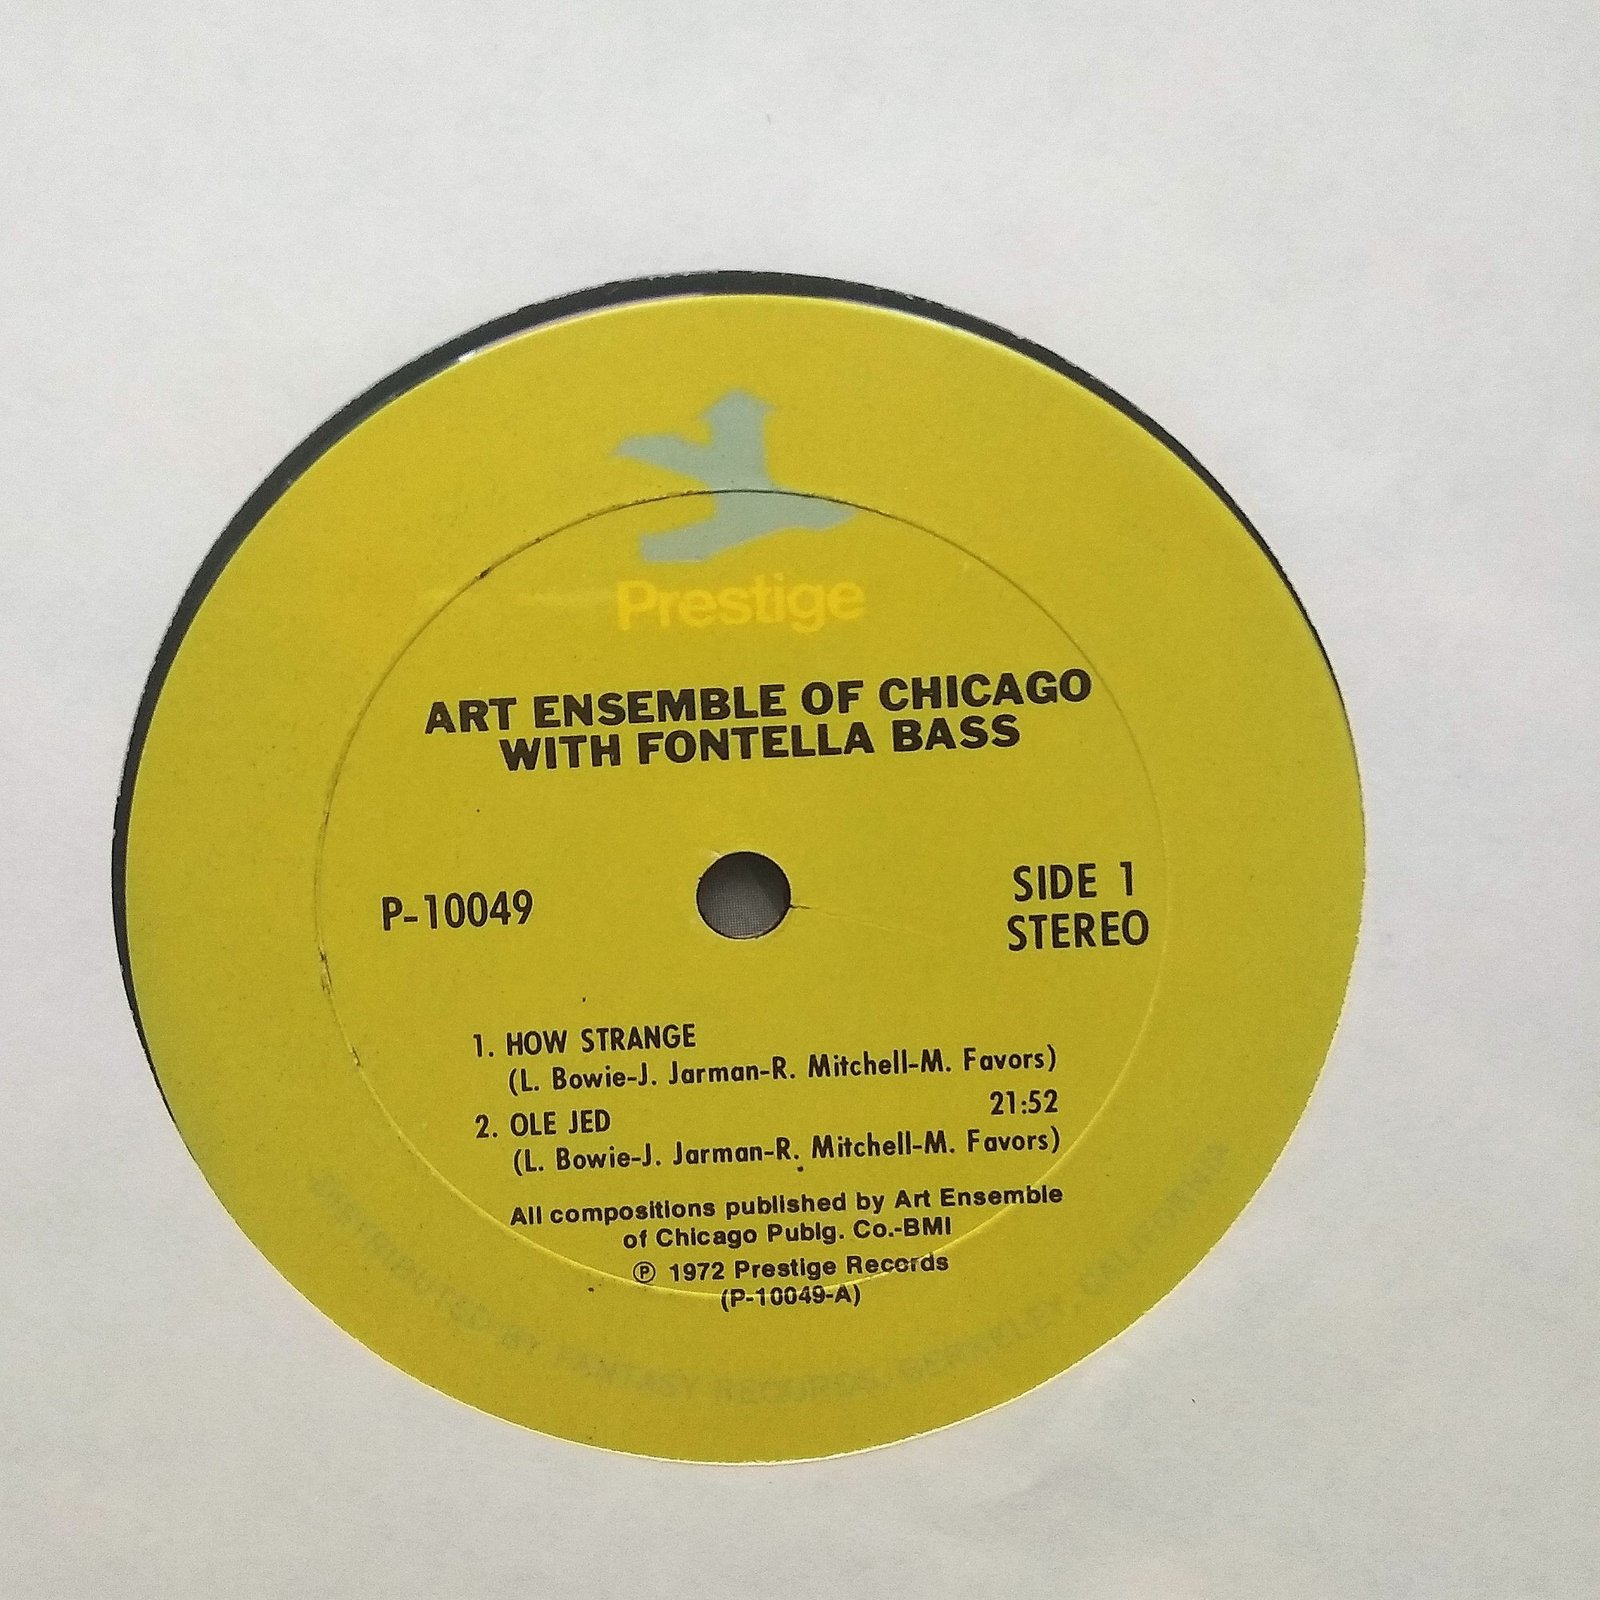 Prestige
ART ENSEMBLE OF CHICAGO
WITH FONTELLA BASS
P-10049
SIDE 1
STEREO
1. HOW STRANGE
(L. Bowie-J. Jarman-R. Mitchell-M. Favors)
21:52
2. OLE JED
(L. Bowie-J. Jarman-R. Mitchell-M. Favors)
All compositions published by Art Ensemble
of Chicago Publg. Co.-BMI
Ⓟ 1972 Prestige Records
(P-10049-A)
DISTRIBUTED BY FANTASY RECORDS, BERKELEY, CALIFORNIA